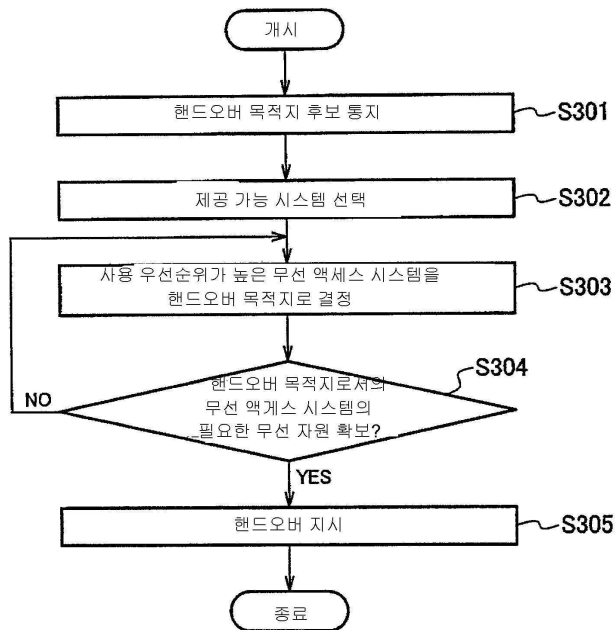 개시
핸드오버 목적지 후보 통지
S301
제공 가능 시스템 선택
S302
사용 우선순위가 높은 무선 액세스 시스템을
핸드오버 목적지로 결정
S303
S304
핸드오버 목적지로서의
무선 액게스 시스템의
필요한 무선 자원 확보?
NO
YES
핸드오버 지시
S305
종료